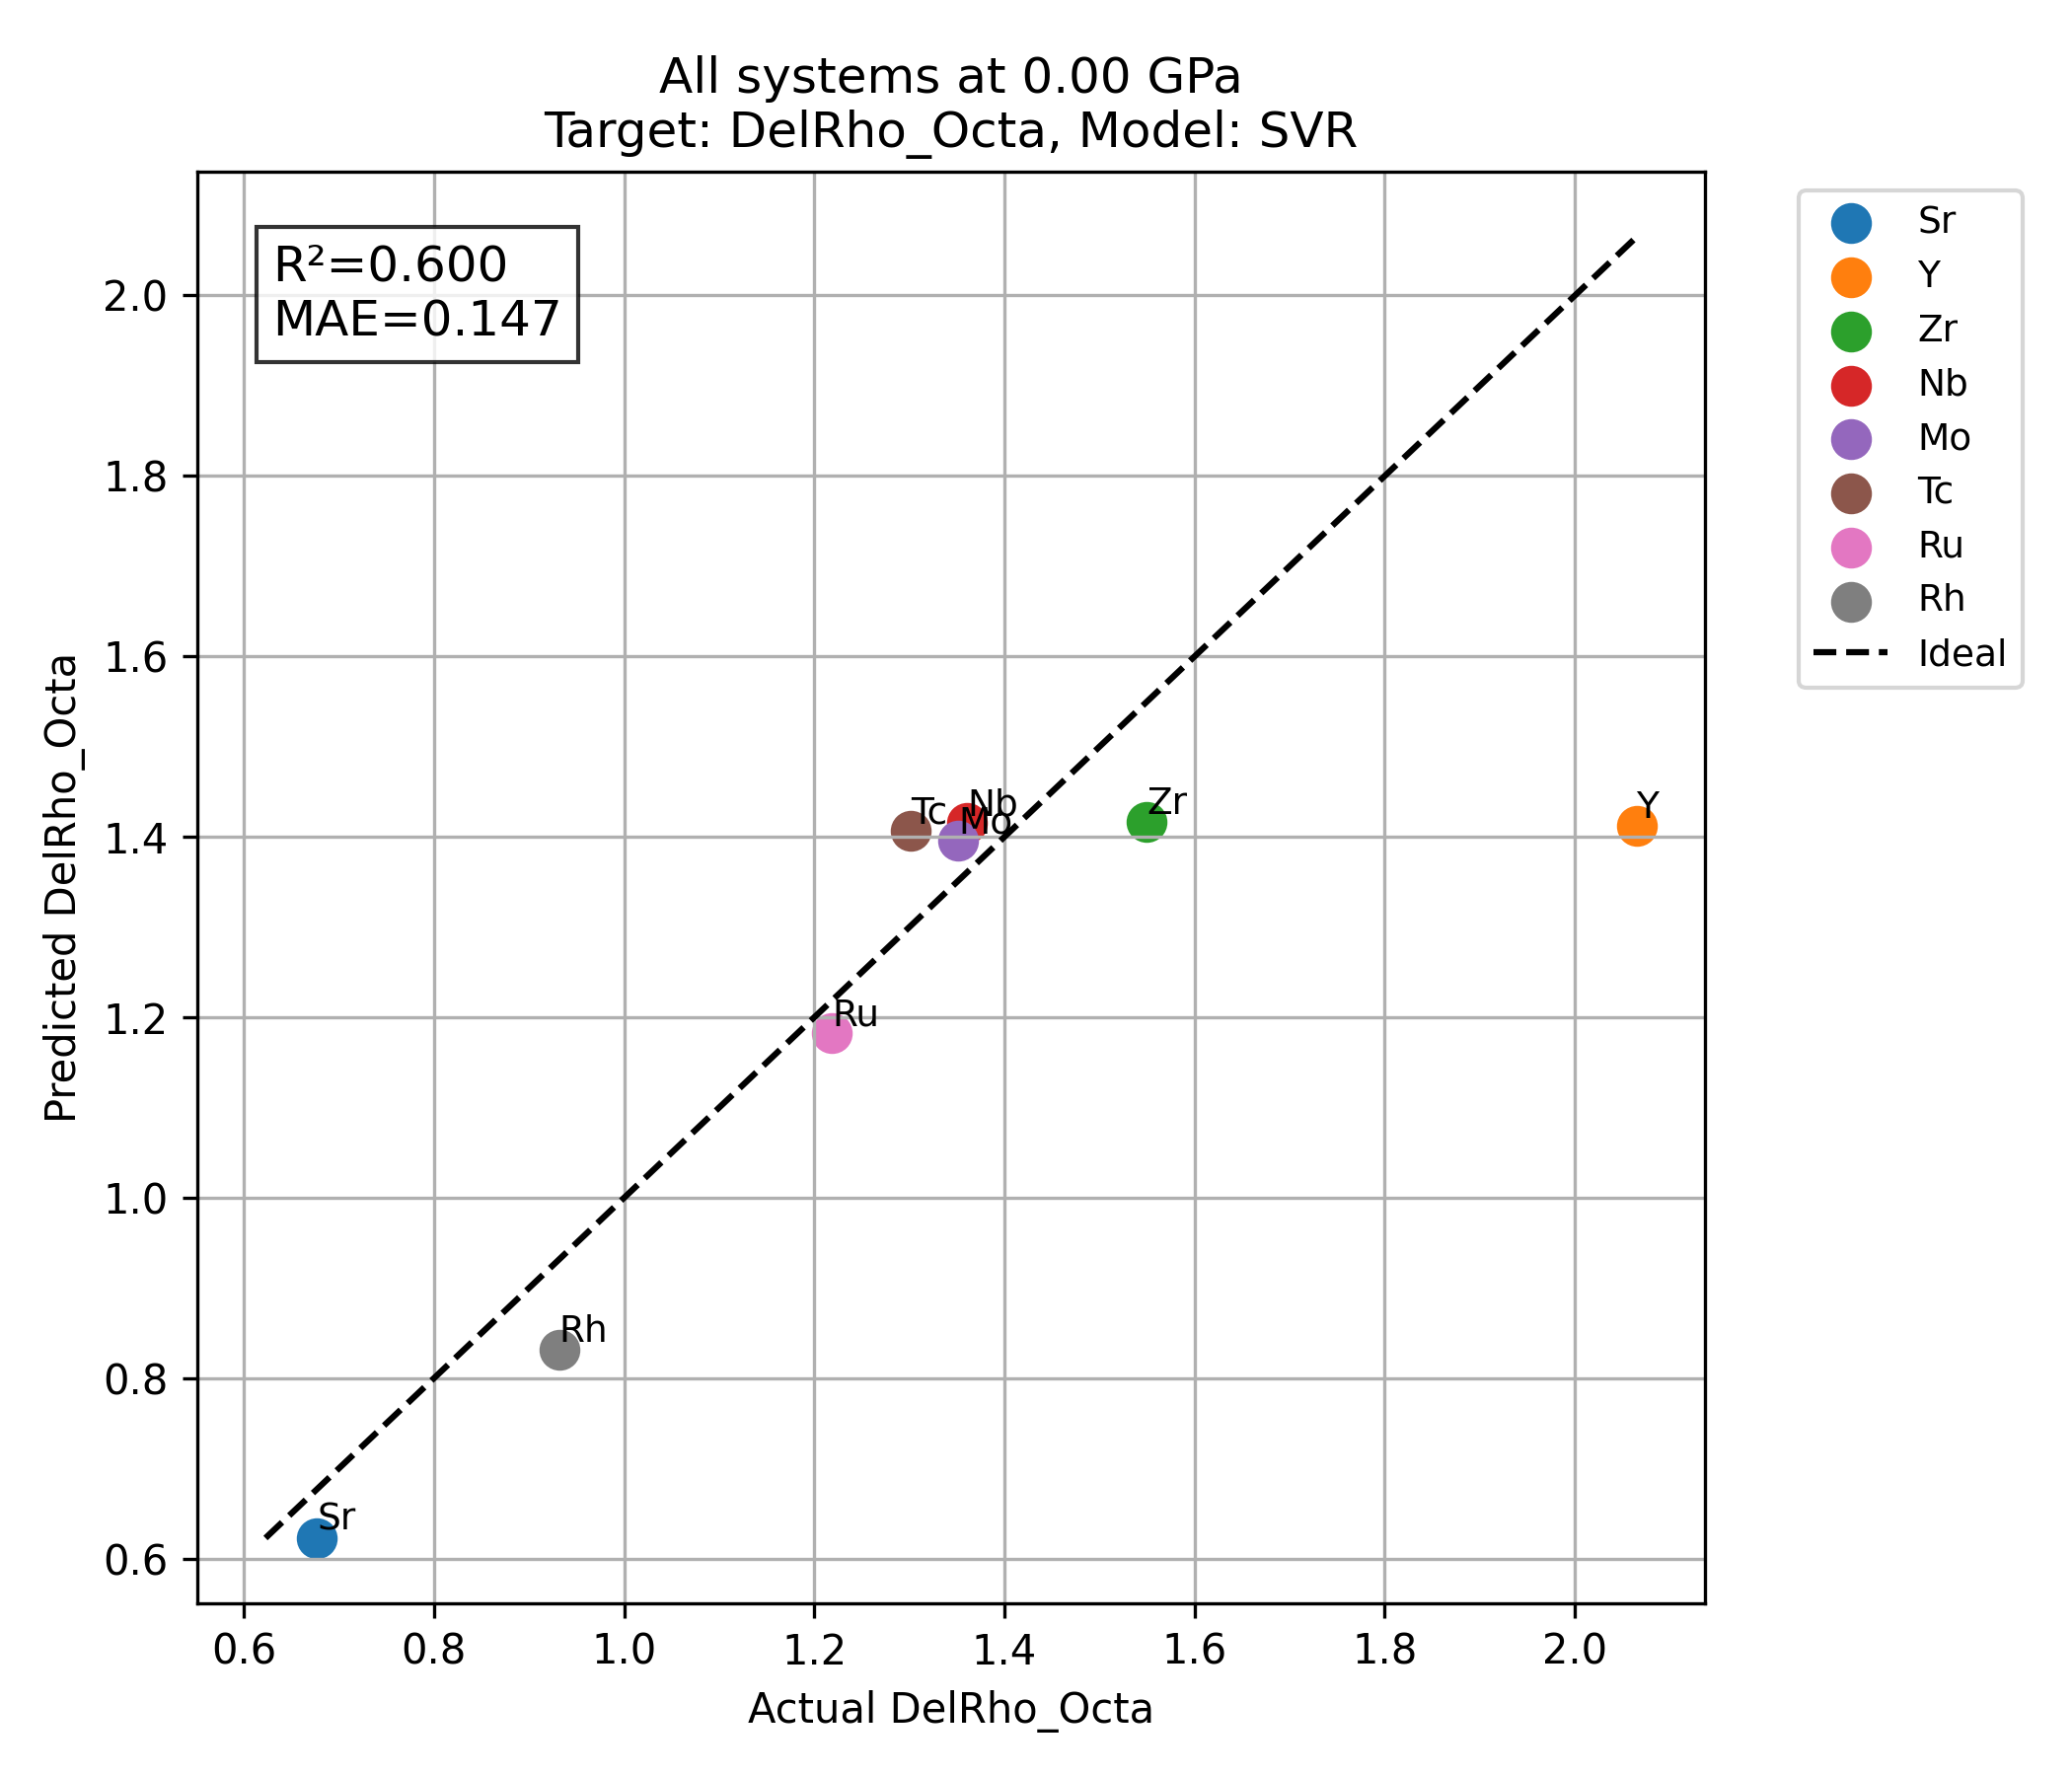 All systems at 0.00 GPa
Target: DelRho_Octa, Model: SVR
R²=0.600
MAE=0.147
Predicted DelRho_Octa
2.0
1.8
1.6
1.4
1.2
1.0
0.8
0.6
Tc
Nb
Mo
Zr
Y
Ru
Rh
Sr
0.6 0.8 1.0 1.2 1.4 1.6 1.8 2.0
Actual DelRho_Octa
Sr
Y
Zr
Nb
Mo
Tc
Ru
Rh
Ideal